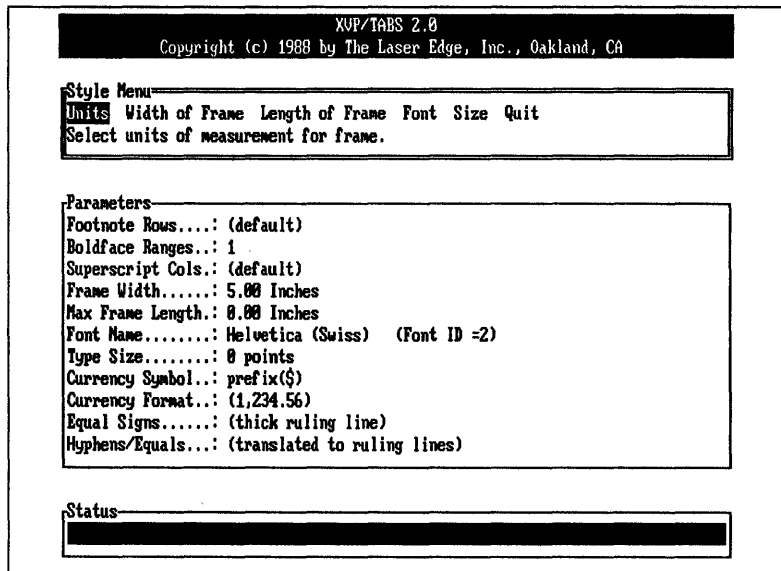 XVP/TABS 2.0
Copyright (c) 1988 by The Laser Edge, Inc., Oakland, CA
Style Menu
Units Width of Frame Length of Frame Font Size Quit
Select units of measurement for frame.
Parameters
Footnote Rows....: (default)
Boldface Ranges..: 1
Superscript Cols.: (default)
Frame Width......: 5.00 Inches
Max Frame Length.: 0.00 Inches
Font Name........: Helvetica (Swiss) (Font ID =2)
Type Size........: 0 points
Currency Symbol..: prefix($)
Currency Format..: (1,234.56)
Equal Signs......: (thick ruling line)
Hyphens/Equals...: (translated to ruling lines)
Status